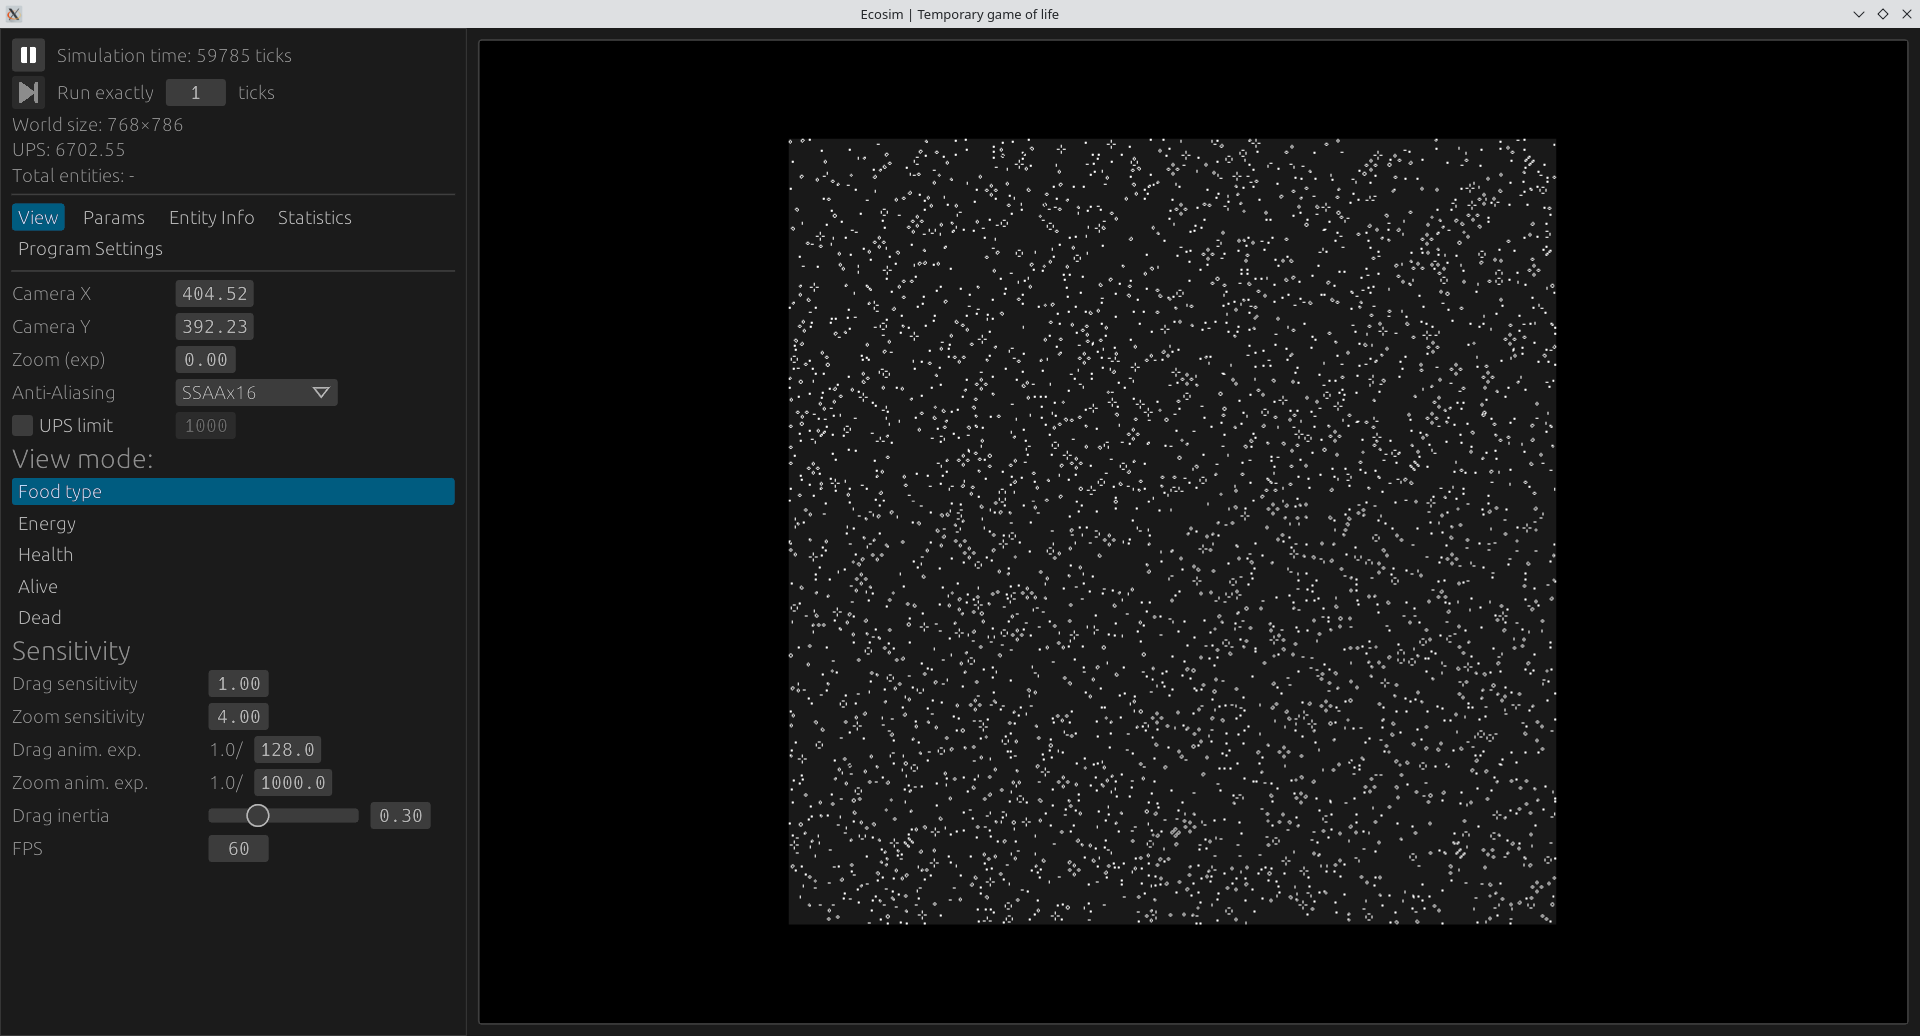 Ecosim | Temporary game of life
Simulation time: 59785 ticks
Run exactly 1 ticks
World size: 768×786
UPS: 6702.55
Total entities: -
View Params Entity Info Statistics
Program Settings
Camera X 404.52
Camera Y 392.23
Zoom (exp) 0.00
Anti-Aliasing SSAAx16
UPS limit 1000
View mode:
Food type
Energy
Health
Alive
Dead
Sensitivity
Drag sensitivity 1.00
Zoom sensitivity 4.00
Drag anim. exp. 1.0/ 128.0
Zoom anim. exp. 1.0/ 1000.0
Drag inertia 0.30
FPS 60